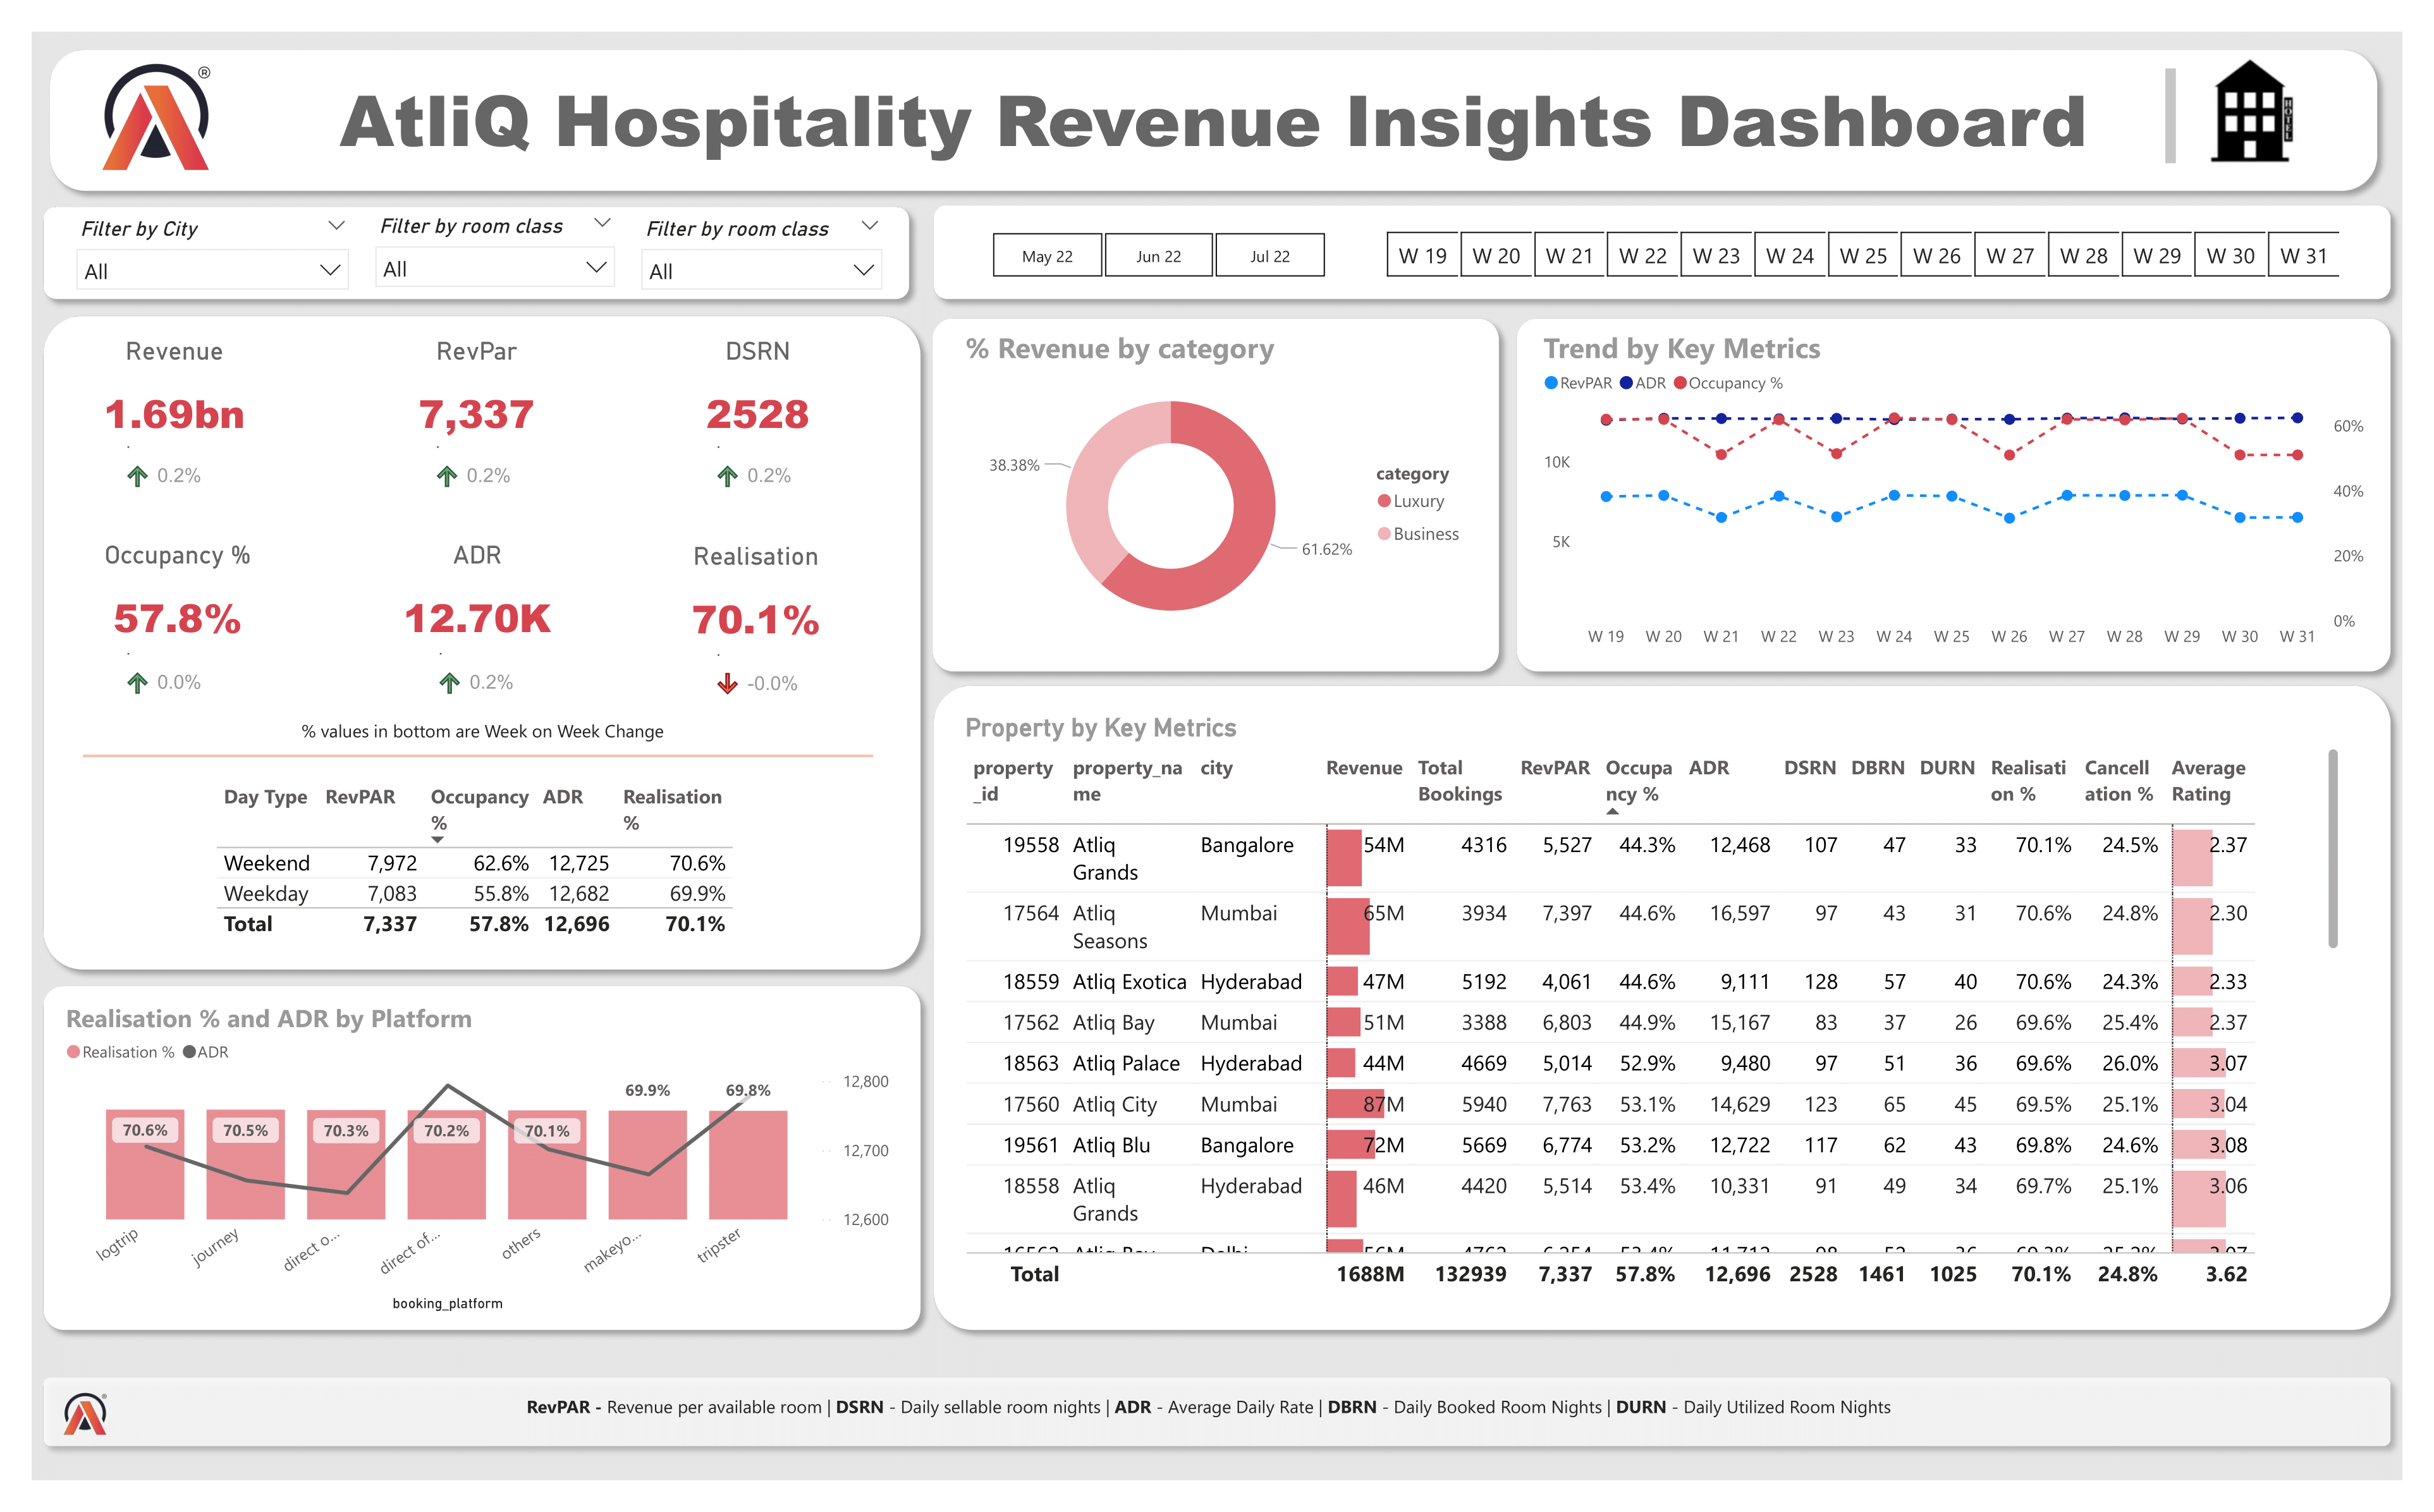 AtliQ Hospitality Revenue Insights Dashboard
®
HOTEL
Filter by City
Filter by room class
Filter by room class
All
All
All
May 22 Jun 22 Jul 22
W 19 W 20 W 21 W 22 W 23 W 24 W 25 W 26 W 27 W 28 W 29 W 30 W 31
Revenue RevPar DSRN
1.69bn 7,337 2528
0.2% 0.2% 0.2%
Occupancy % ADR Realisation
57.8% 12.70K 70.1%
0.0% 0.2% -0.0%
% values in bottom are Week on Week Change
Day Type RevPAR Occupancy % ADR Realisation %
Weekend 7,972 62.6% 12,725 70.6%
Weekday 7,083 55.8% 12,682 69.9%
Total 7,337 57.8% 12,696 70.1%
Realisation % and ADR by Platform
Realisation % ADR
70.6% 70.5% 70.3% 70.2% 70.1% 69.9% 69.8%
12,800
12,700
12,600
logtrip journey direct o... direct of... others makeyo... tripster
booking_platform
% Revenue by category
38.38%
61.62%
category
Luxury
Business
Trend by Key Metrics
RevPAR ADR Occupancy %
10K
5K
60%
40%
20%
0%
W 19 W 20 W 21 W 22 W 23 W 24 W 25 W 26 W 27 W 28 W 29 W 30 W 31
Property by Key Metrics
property Total Occupa Realisati Cancell Average
_id property_na me city Revenue Bookings RevPAR ncy % ADR DSRN DBRN DURN on % ation % Rating
19558 Atliq Bangalore 54M 4316 5,527 44.3% 12,468 107 47 33 70.1% 24.5% 2.37
Grands
17564 Atliq Mumbai 65M 3934 7,397 44.6% 16,597 97 43 31 70.6% 24.8% 2.30
Seasons
18559 Atliq Exotica Hyderabad 47M 5192 4,061 44.6% 9,111 128 57 40 70.6% 24.3% 2.33
17562 Atliq Bay Mumbai 51M 3388 6,803 44.9% 15,167 83 37 26 69.6% 25.4% 2.37
18563 Atliq Palace Hyderabad 44M 4669 5,014 52.9% 9,480 97 51 36 69.6% 26.0% 3.07
17560 Atliq City Mumbai 87M 5940 7,763 53.1% 14,629 123 65 45 69.5% 25.1% 3.04
19561 Atliq Blu Bangalore 72M 5669 6,774 53.2% 12,722 117 62 43 69.8% 24.6% 3.08
18558 Atliq Hyderabad 46M 4420 5,514 53.4% 10,331 91 49 34 69.7% 25.1% 3.06
Grands
Total 1688M 132939 7,337 57.8% 12,696 2528 1461 1025 70.1% 24.8% 3.62
RevPAR - Revenue per available room | DSRN - Daily sellable room nights | ADR - Average Daily Rate | DBRN - Daily Booked Room Nights | DURN - Daily Utilized Room Nights